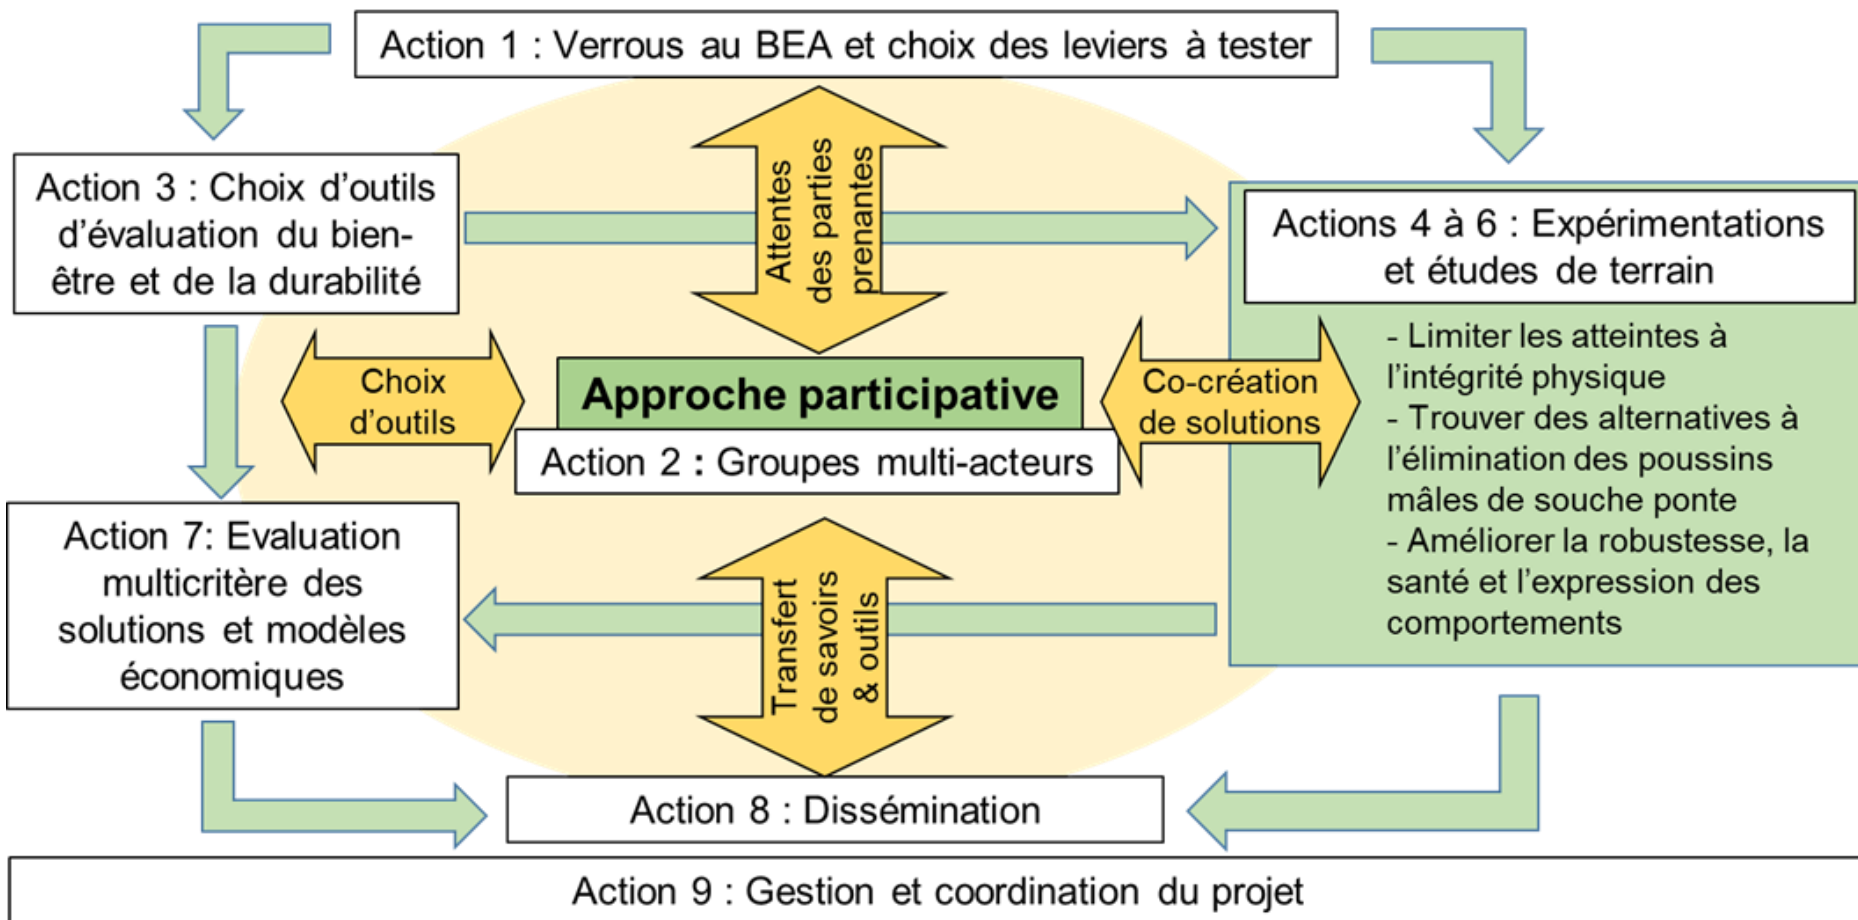 Action 1 : Verrous au BEA et choix des leviers à tester
Action 3 : Choix d’outils
d’évaluation du bien-
être et de la durabilité
Attentes
des parties
prenantes
Actions 4 à 6 : Expérimentations
et études de terrain
- Limiter les atteintes à
l’intégrité physique
- Trouver des alternatives à
l’élimination des poussins
mâles de souche ponte
- Améliorer la robustesse, la
santé et l’expression des
comportements
Choix
d’outils
Approche participative
Action 2 : Groupes multi-acteurs
Co-création
de solutions
Action 7: Evaluation
multicritère des
solutions et modèles
économiques
Transfert
de savoirs
& outils
Action 8 : Dissémination
Action 9 : Gestion et coordination du projet